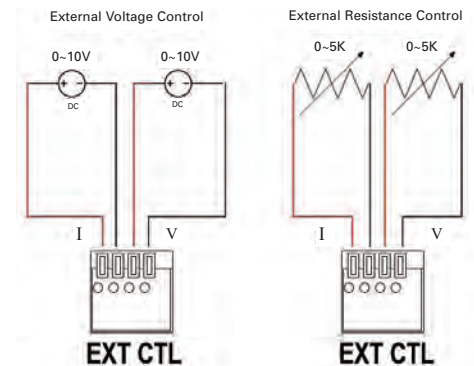 External Voltage Control
0~10V
0~10V
+ -
DC
+ -
DC
I
V
EXT CTL
External Resistance Control
0~5K
0~5K
I
V
EXT CTL